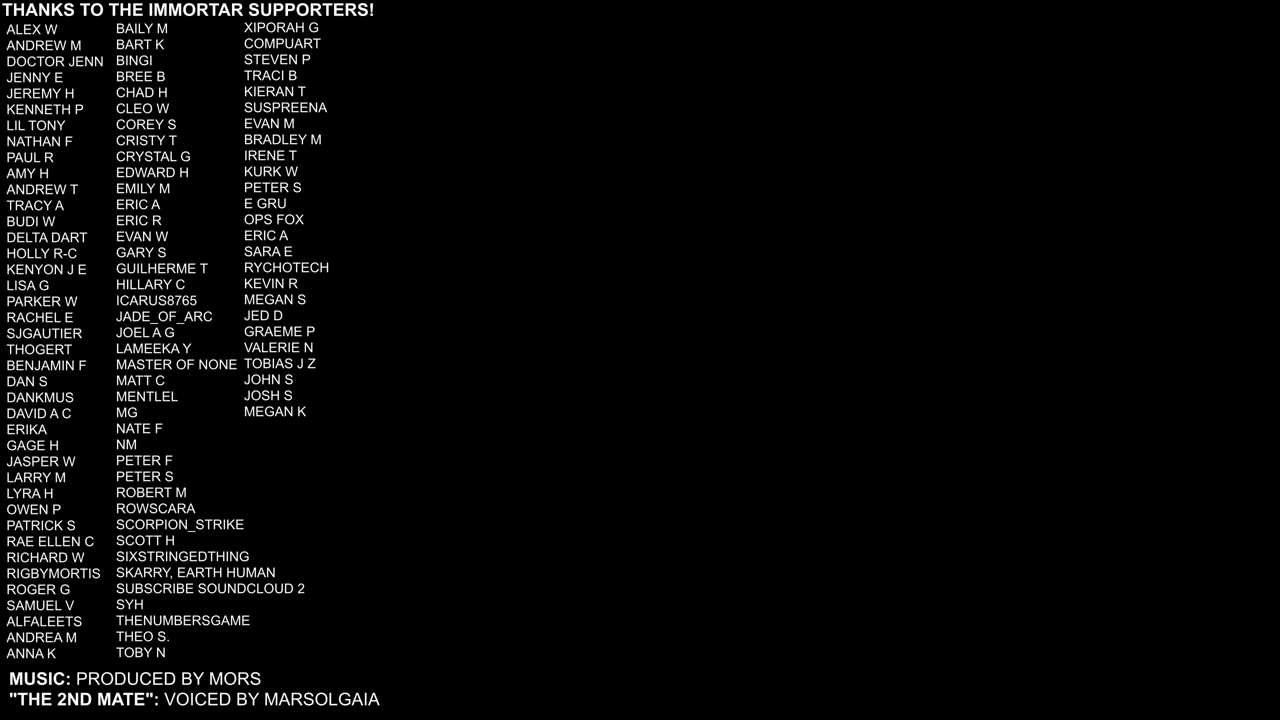 THANKS TO THE IMMORTAR SUPPORTERS!
ALEX W
ANDREW M
DOCTOR JENN
JENNY E
JEREMY H
KENNETH P
LIL TONY
NATHAN F
PAUL R
AMY H
ANDREW T
TRACY A
BUDI W
DELTA DART
HOLLY R-C
KENYON J E
LISA G
PARKER W
RACHEL E
SJGAUTIER
THOGERT
BENJAMIN F
DAN S
DANKMUS
DAVID A C
ERIKA
GAGE H
JASPER W
LARRY M
LYRA H
OWEN P
PATRICK S
RAE ELLEN C
RICHARD W
RIGBYMORTIS
ROGER G
SAMUEL V
ALFALEETS
ANDREA M
ANNA K
BAILY M
BART K
BINGI
BREE B
CHAD H
CLEO W
COREY S
CRISTY T
CRYSTAL G
EDWARD H
EMILY M
ERIC A
ERIC R
EVAN W
GARY S
GUILHERME T
HILLARY C
ICARUS8765
JADE_OF_ARC
JOEL A G
LAMEEKA Y
MASTER OF NONE
MATT C
MENTLEL
MG
NATE F
NM
PETER F
PETER S
ROBERT M
ROWSCARA
SCORPION_STRIKE
SCOTT H
SIXSTRINGEDTHING
SKARRY, EARTH HUMAN
SUBSCRIBE SOUNDCLOUD 2
SYH
THENUMBERSGAME
THEO S.
TOBY N
XIPORAH G
COMPUART
STEVEN P
TRACI B
KIERAN T
SUSPREENA
EVAN M
BRADLEY M
IRENE T
KURK W
PETER S
E GRU
OPS FOX
ERIC A
SARA E
RYCHOTECH
KEVIN R
MEGAN S
JED D
GRAEME P
VALERIE N
TOBIAS J Z
JOHN S
JOSH S
MEGAN K
MUSIC: PRODUCED BY MORS
"THE 2ND MATE": VOICED BY MARSOLGAIA